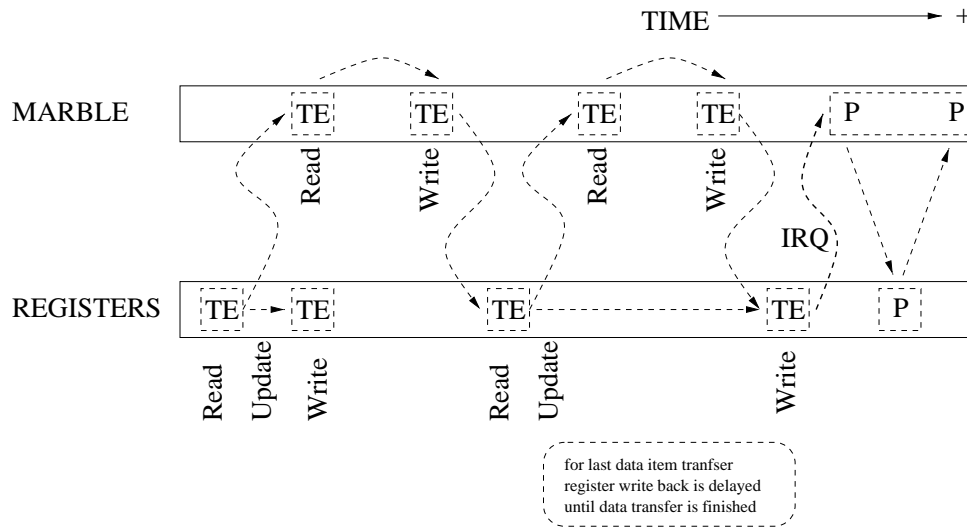 TIME +
MARBLE TE TE TE TE P P
Read Write Read Write
IRQ
REGISTERS TE TE TE TE P
Read Update Write Read Update Write
for last data item tranfser
register write back is delayed
until data transfer is finished